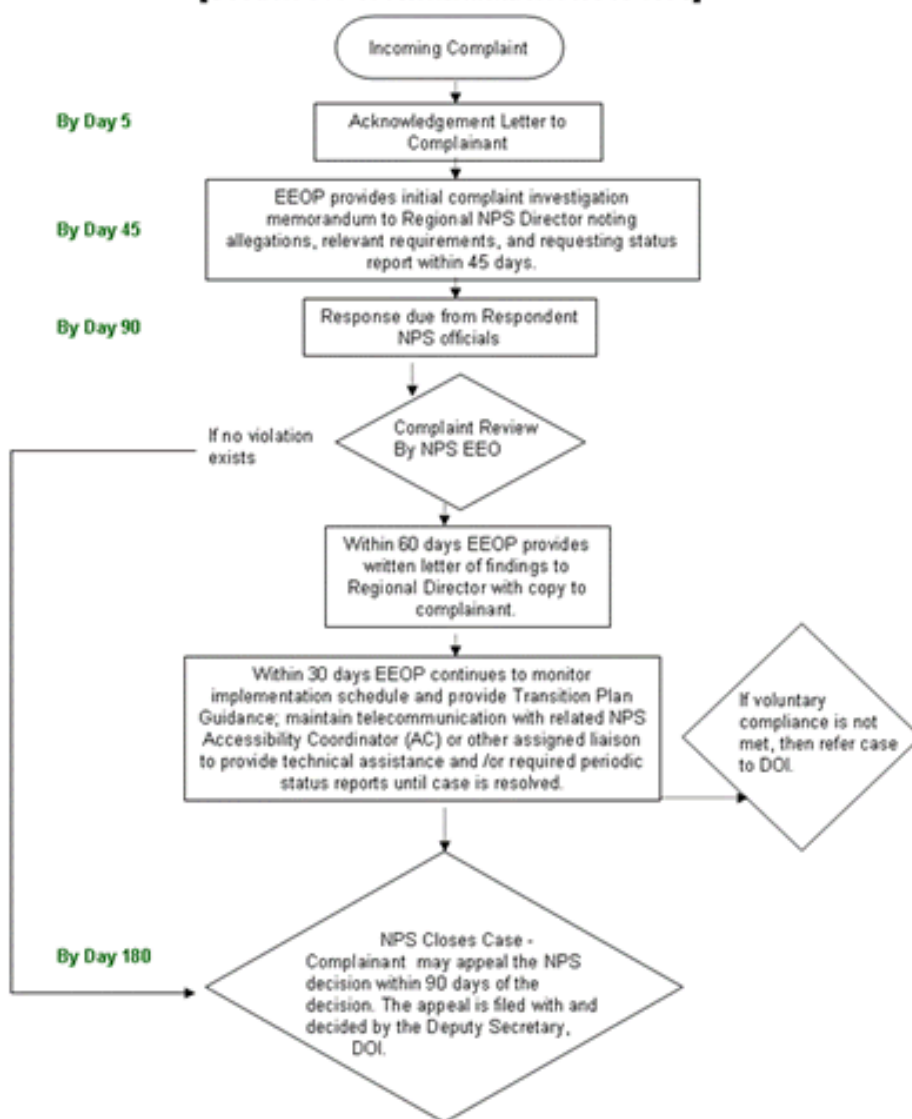 Incoming Complaint
By Day 5
Acknowledgement Letter to
Complainant
By Day 45
EEOP provides initial complaint investigation
memorandum to Regional NPS Director noting
allegations, relevant requirements, and requesting status
report within 45 days.
By Day 90
Response due from Respondent
NPS officials
Complaint Review
By NPS EEO
If no violation
exists
Within 60 days EEOP provides
written letter of findings to
Regional Director with copy to
complainant.
Within 30 days EEOP continues to monitor
implementation schedule and provide Transition Plan
Guidance; maintain telecommunication with related NPS
Accessibility Coordinator (AC) or other assigned liaison
to provide technical assistance and /or required periodic
status reports until case is resolved.
If voluntary
compliance is not
met, then refer case
to DOI.
By Day 180
NPS Closes Case -
Complainant may appeal the NPS
decision within 90 days of the
decision. The appeal is filed with and
decided by the Deputy Secretary,
DOI.